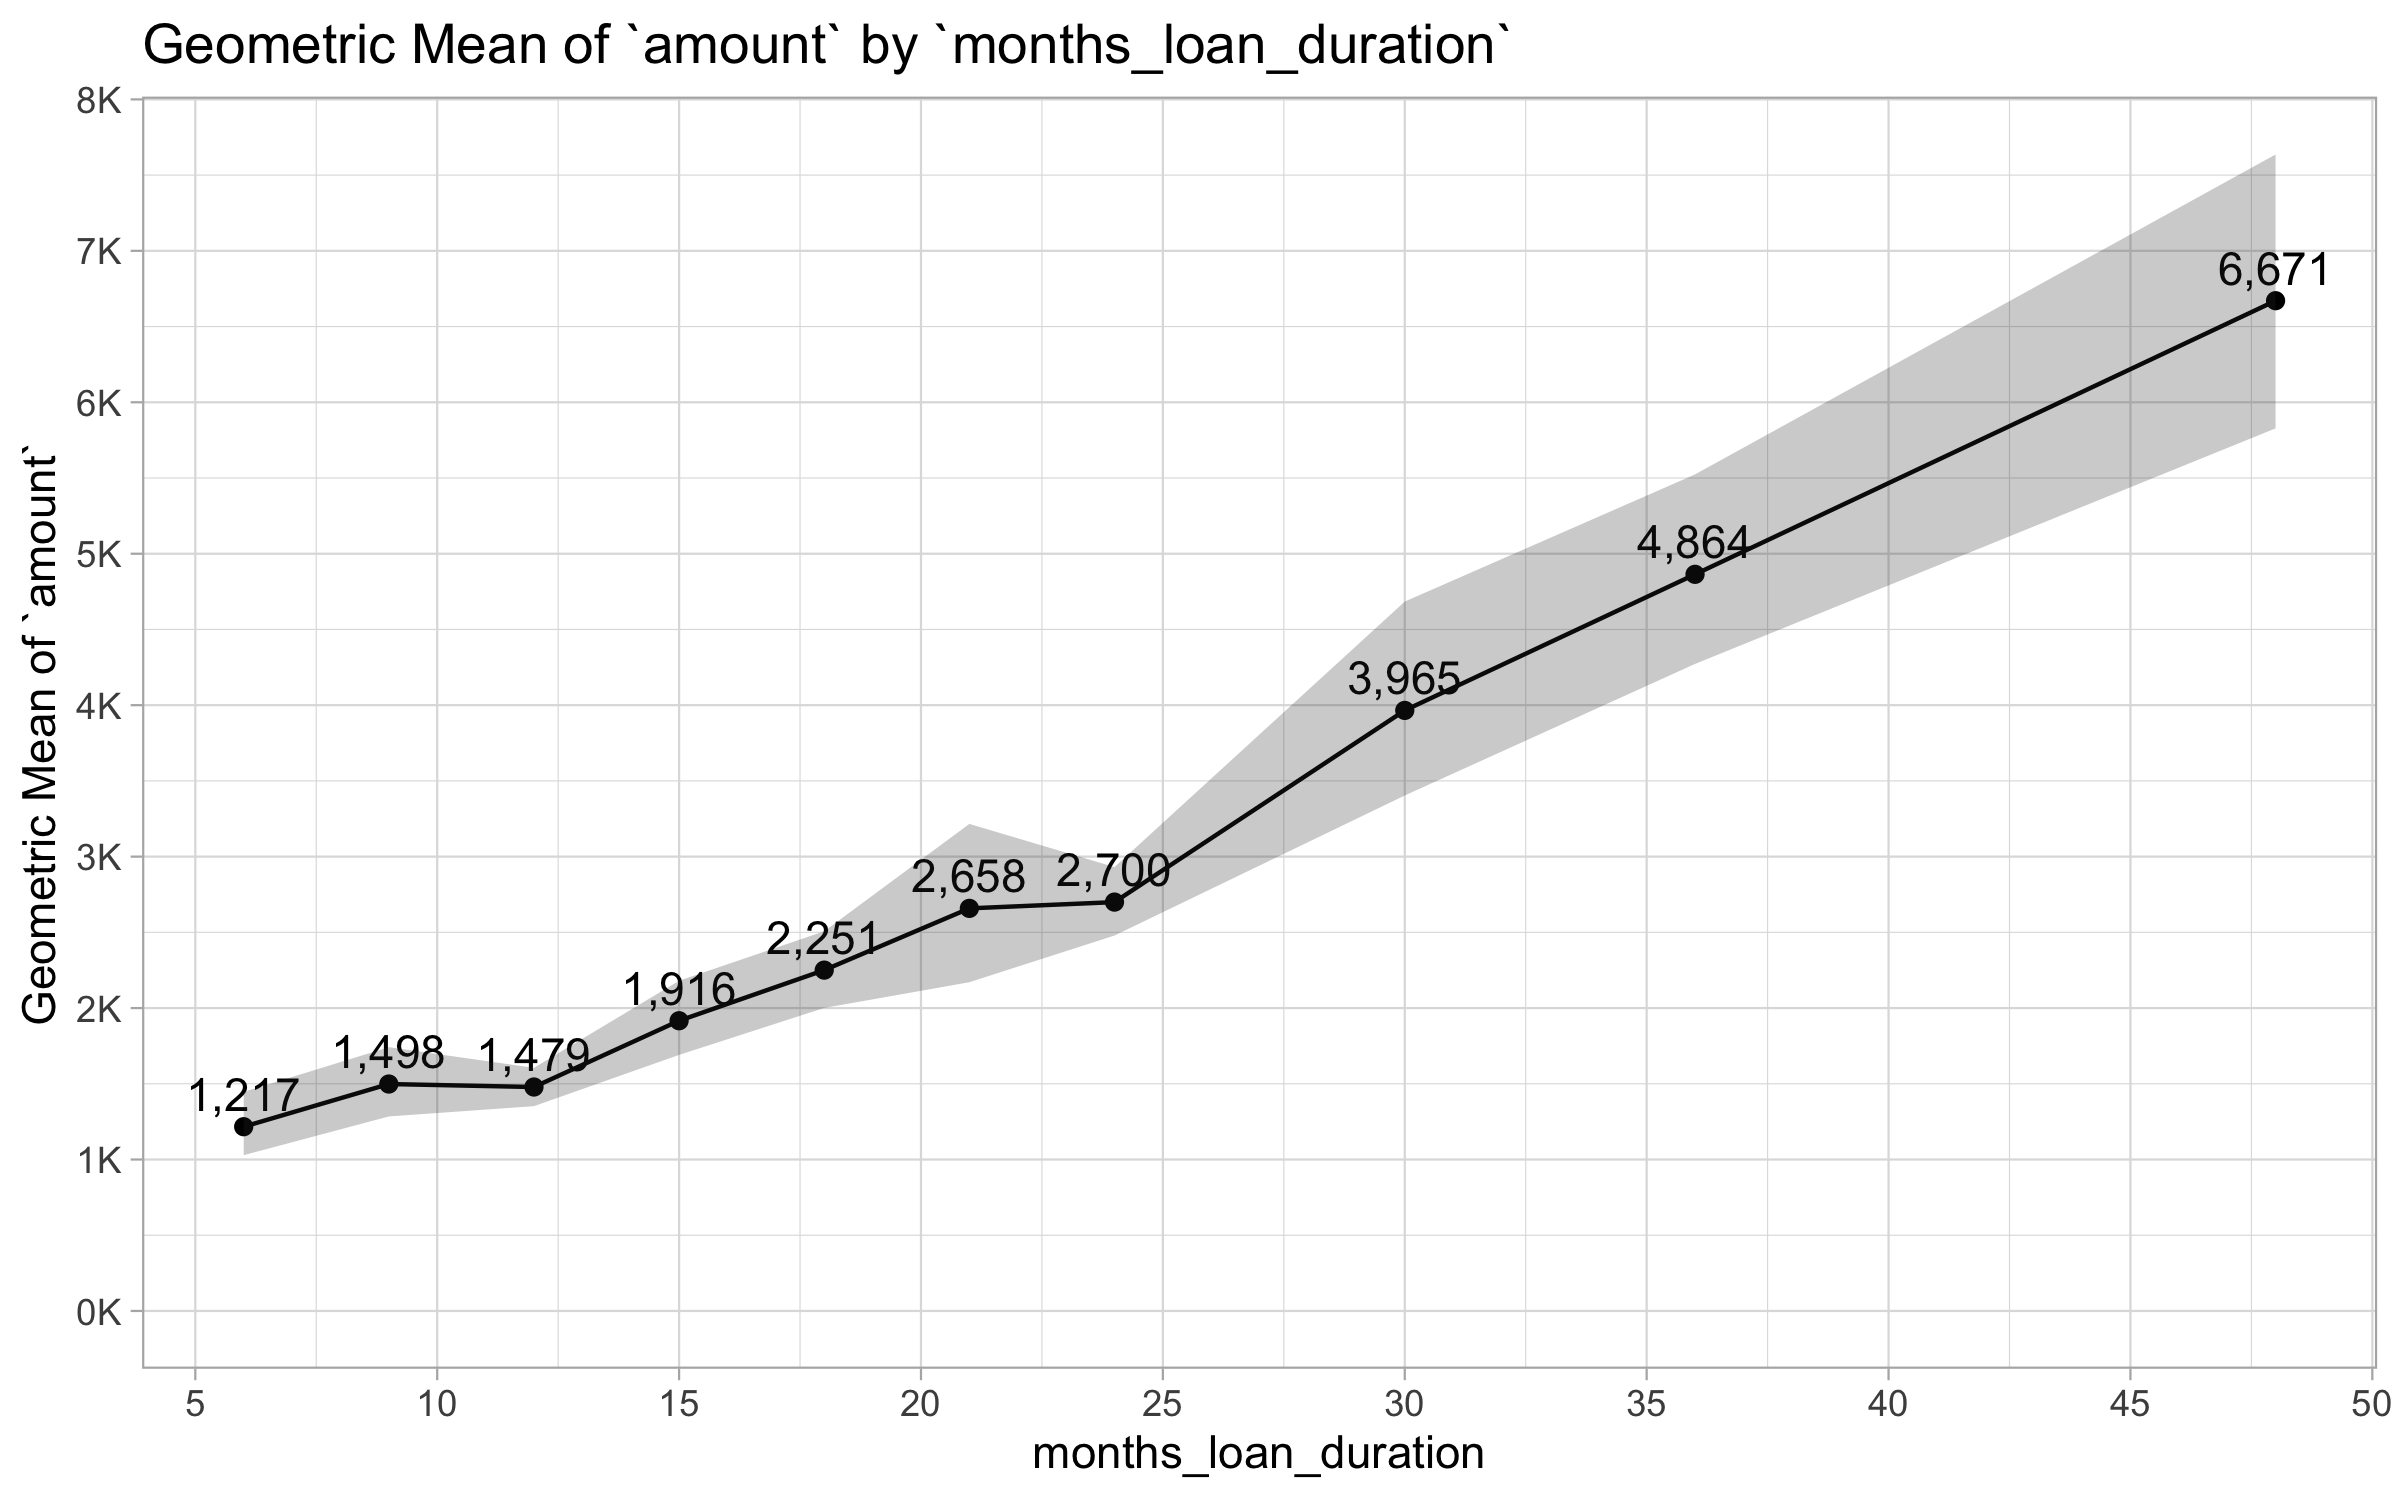 Geometric Mean of `amount` by `months_loan_duration`
Geometric Mean of `amount`
8K
7K
6K
5K
4K
3K
2K
1K
0K
1,217
1,498
1,479
1,916
2,251
2,658
2,700
3,965
4,864
6,671
5 10 15 20 25 30 35 40 45 50
months_loan_duration